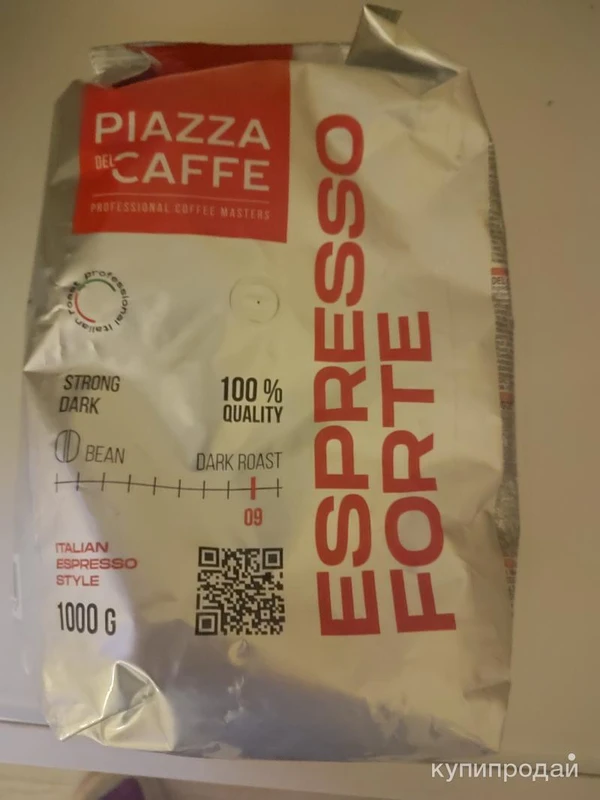 PIAZZA
DEL CAFFE
PROFESSIONAL COFFEE MASTERS
professional italian roast
STRONG
DARK
100 %
QUALITY
BEAN
DARK ROAST
09
ITALIAN
ESPRESSO
STYLE
1000 G
ESPRESSO
FORTE
купипродай